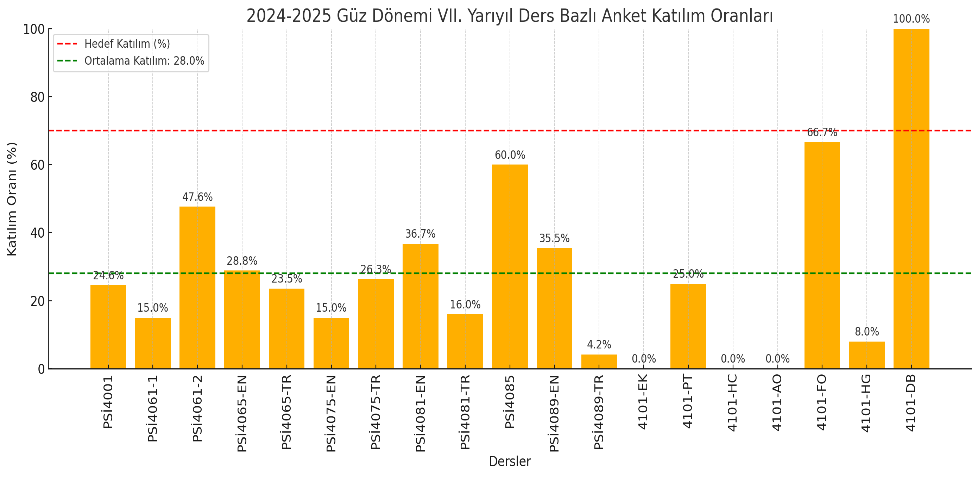 2024-2025 Güz Dönemi VII. Yarıyıl Ders Bazlı Anket Katılım Oranları
Hedef Katılım (%)
Ortalama Katılım: 28.0%
Katılım Oranı (%)
100
80
60
40
20
0
24.6%
15.0%
47.6%
28.8%
23.5%
15.0%
26.3%
36.7%
16.0%
60.0%
35.5%
4.2%
0.0%
25.0%
0.0%
0.0%
66.7%
8.0%
100.0%
PSİ4001
PSİ4061-1
PSİ4061-2
PSİ4065-EN
PSİ4065-TR
PSİ4075-EN
PSİ4075-TR
PSİ4081-EN
PSİ4081-TR
PSİ4085
PSİ4089-EN
PSİ4089-TR
4101-EK
4101-PT
4101-HC
4101-AO
4101-FO
4101-HG
4101-DB
Dersler